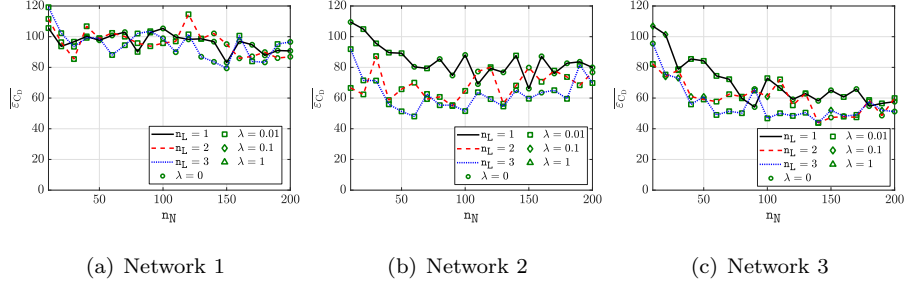 120
100
80
60
40
20
0
ε̅ C_D
n_L = 1
n_L = 2
n_L = 3
λ = 0
λ = 0.01
λ = 0.1
λ = 1
50 100 150 200
n_N
(a) Network 1
120
100
80
60
40
20
0
ε̅ C_D
n_L = 1
n_L = 2
n_L = 3
λ = 0
λ = 0.01
λ = 0.1
λ = 1
50 100 150 200
n_N
(b) Network 2
120
100
80
60
40
20
0
ε̅ C_D
n_L = 1
n_L = 2
n_L = 3
λ = 0
λ = 0.01
λ = 0.1
λ = 1
50 100 150 200
n_N
(c) Network 3